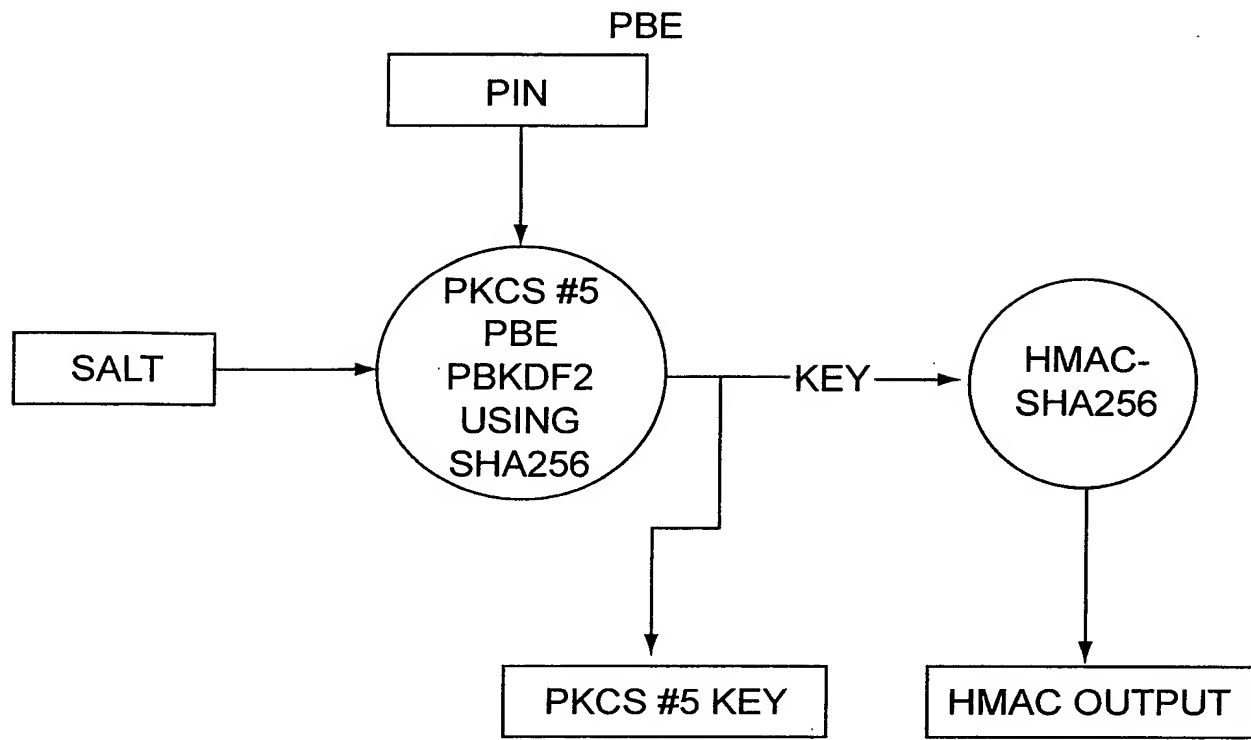 PBE
PIN
PKCS #5
PBE
PBKDF2
USING
SHA256
SALT
KEY
HMAC-
SHA256
PKCS #5 KEY
HMAC OUTPUT